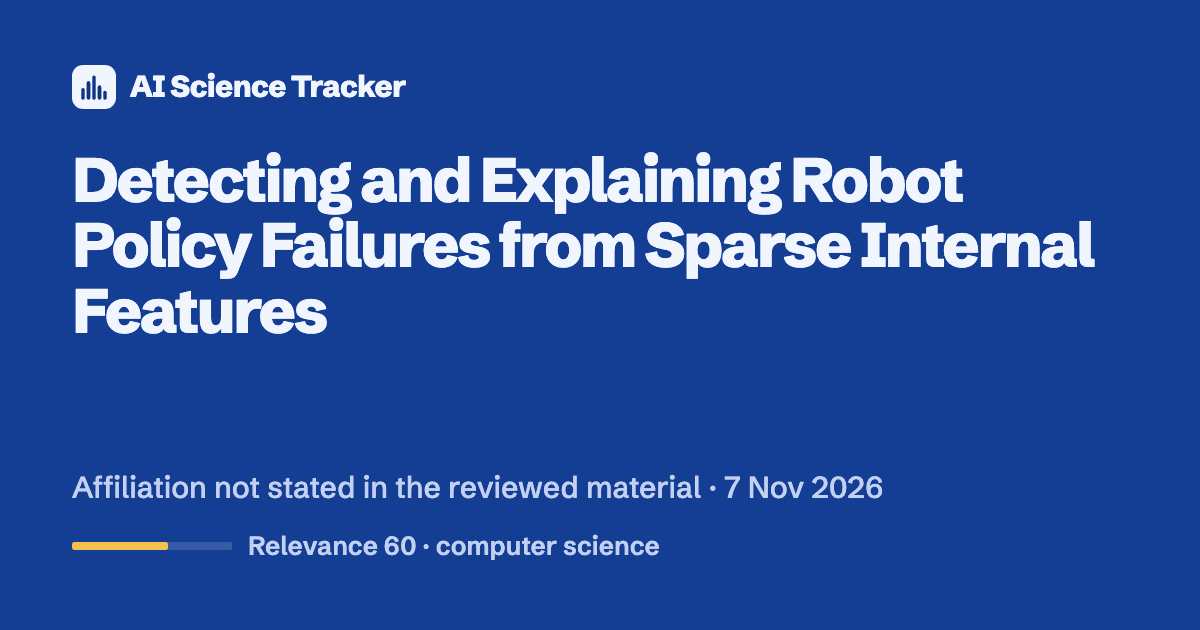 AI Science Tracker
Detecting and Explaining Robot
Policy Failures from Sparse Internal
Features
Affiliation not stated in the reviewed material · 7 Nov 2026
Relevance 60 · computer science